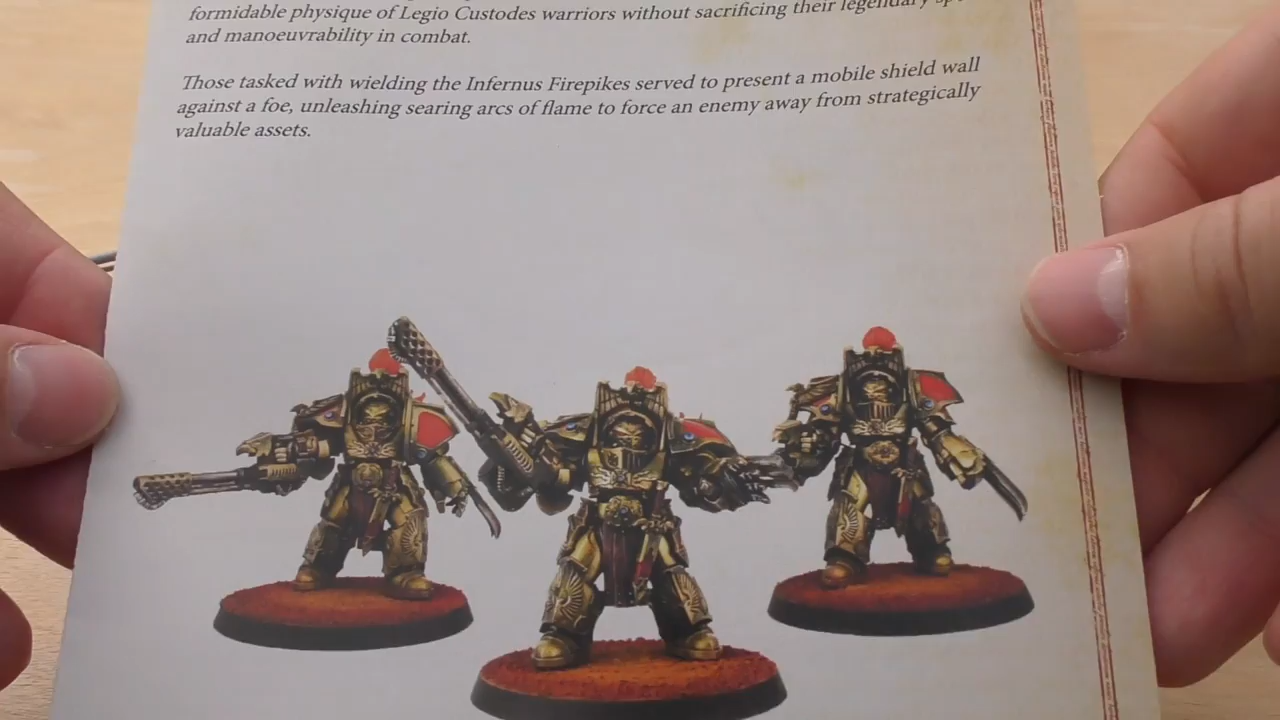 formidable physique of Legio Custodes warriors without sacrificing their legendary
and manoeuvrability in combat.
Those tasked with wielding the Infernus Firepikes served to present a mobile shield wall
against a foe, unleashing searing arcs of flame to force an enemy away from strategically
valuable assets.